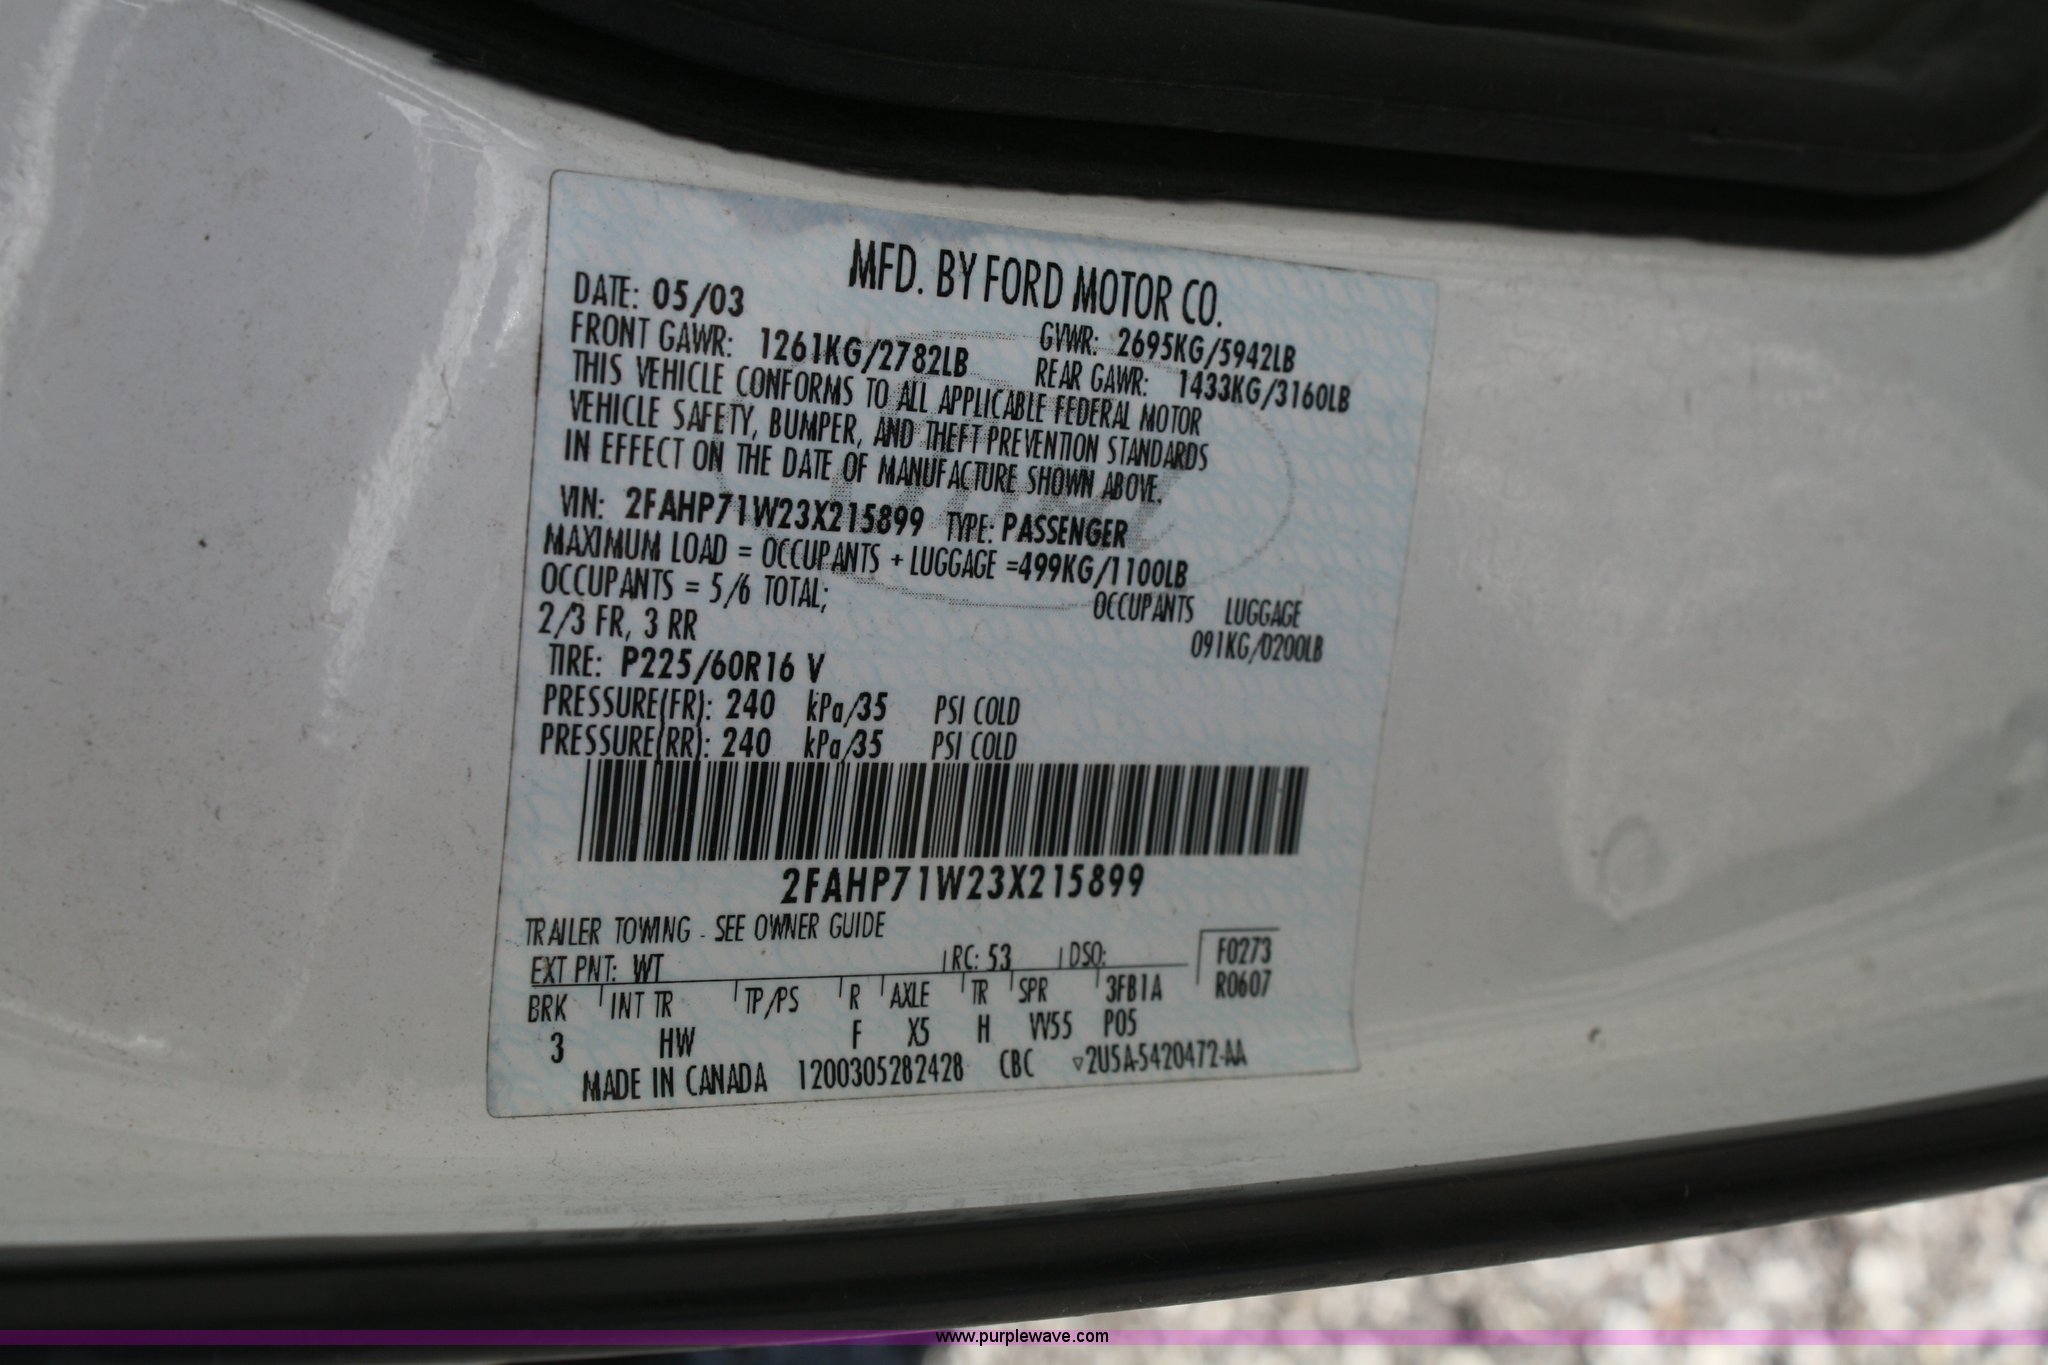 MFD. BY FORD MOTOR CO.
DATE: 05/03 GVWR: 2695KG/5942LB
FRONT GAWR: 1261KG/2782LB REAR GAWR: 1433KG/3160LB
THIS VEHICLE CONFORMS TO ALL APPLICABLE FEDERAL MOTOR
VEHICLE SAFETY, BUMPER, AND THEFT PREVENTION STANDARDS
IN EFFECT ON THE DATE OF MANUFACTURE SHOWN ABOVE.
VIN: 2FAHP71W23X215899 TYPE: PASSENGER
MAXIMUM LOAD = OCCUPANTS + LUGGAGE =499KG/1100LB
OCCUPANTS = 5/6 TOTAL; OCCUPANTS LUGGAGE
2/3 FR, 3 RR 091KG/0200LB
TIRE: P225/60R16 V
PRESSURE(FR): 240 kPa/35 PSI COLD
PRESSURE(RR): 240 kPa/35 PSI COLD
2FAHP71W23X215899
TRAILER TOWING - SEE OWNER GUIDE
EXT PNT: WT RC: 53 DSO: F0273
BRK INT TR TP/PS R AXLE TR SPR 3FB1A R0607
3 HW F X5 H VV55 P05
MADE IN CANADA 1200305282428 CBC ▿2U5A-5420472-AA
www.purplewave.com